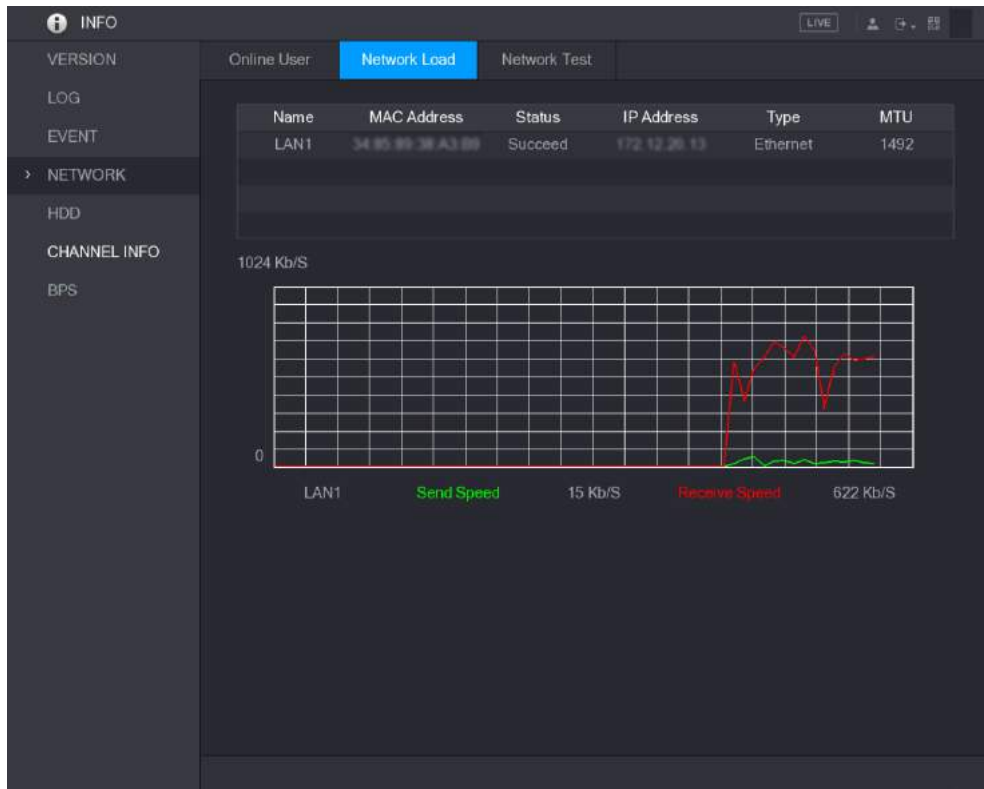 INFO LIVE
VERSION
LOG
EVENT
NETWORK
HDD
CHANNEL INFO
BPS
Online User Network Load Network Test
Name MAC Address Status IP Address Type MTU
LAN1 Succeed Ethernet 1492
1024 Kb/S
0
LAN1 Send Speed 15 Kb/S Receive Speed 622 Kb/S